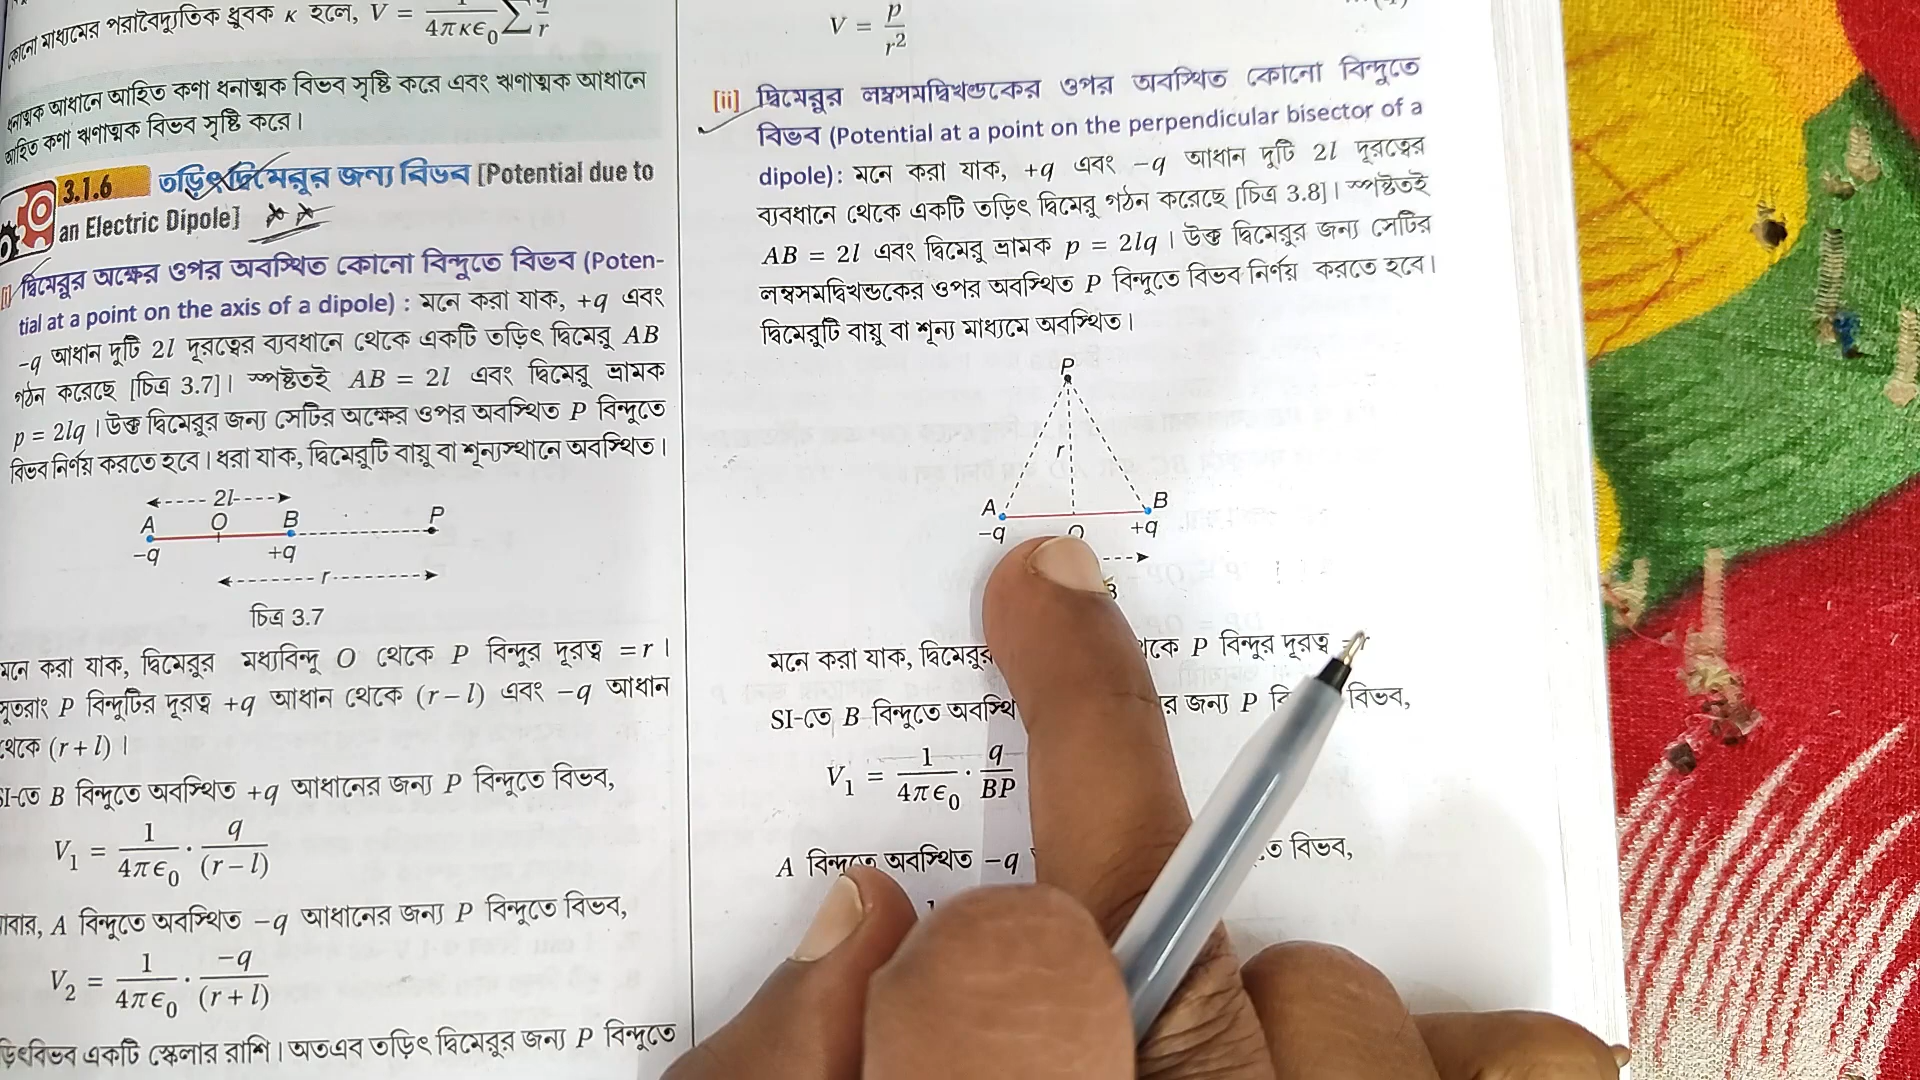 কোনো মাধ্যমের পরাবৈদ্যুতিক ধ্রুবক κ হলে, V = 1/4πκϵ₀ ∑ q/r
ধনাত্মক আধানে আহিত কণা ধনাত্মক বিভব সৃষ্টি করে এবং ঋণাত্মক আধানে
আহিত কণা ঋণাত্মক বিভব সৃষ্টি করে।
3.1.6 তড়িৎ দ্বিমেরুর জন্য বিভব [Potential due to
an Electric Dipole]
[i] দ্বিমেরুর অক্ষের ওপর অবস্থিত কোনো বিন্দুতে বিভব (Poten-
tial at a point on the axis of a dipole) : মনে করা যাক, +q এবং
−q আধান দুটি 2l দূরত্বের ব্যবধানে থেকে একটি তড়িৎ দ্বিমেরু AB
গঠন করেছে [চিত্র 3.7]। স্পষ্টতই AB = 2l এবং দ্বিমেরু ভ্রামক
p = 2lq। উক্ত দ্বিমেরুর জন্য সেটির অক্ষের ওপর অবস্থিত P বিন্দুতে
বিভব নির্ণয় করতে হবে। ধরা যাক, দ্বিমেরুটি বায়ু বা শূন্যস্থানে অবস্থিত।
2l
A O B P
−q +q
r
চিত্র 3.7
মনে করা যাক, দ্বিমেরুর মধ্যবিন্দু O থেকে P বিন্দুর দূরত্ব = r।
সুতরাং P বিন্দুটির দূরত্ব +q আধান থেকে (r − l) এবং −q আধান
থেকে (r + l)।
SI-তে B বিন্দুতে অবস্থিত +q আধানের জন্য P বিন্দুতে বিভব,
V₁ = 1/4πϵ₀ · q/(r − l)
আবার, A বিন্দুতে অবস্থিত −q আধানের জন্য P বিন্দুতে বিভব,
V₂ = 1/4πϵ₀ · −q/(r + l)
তড়িৎবিভব একটি স্কেলার রাশি। অতএব তড়িৎ দ্বিমেরুর জন্য P বিন্দুতে
V = p/r²
[ii] দ্বিমেরুর লম্বসমদ্বিখণ্ডকের ওপর অবস্থিত কোনো বিন্দুতে
বিভব (Potential at a point on the perpendicular bisector of a
dipole) : মনে করা যাক, +q এবং −q আধান দুটি 2l দূরত্বের
ব্যবধানে থেকে একটি তড়িৎ দ্বিমেরু গঠন করেছে [চিত্র 3.8]। স্পষ্টতই
AB = 2l এবং দ্বিমেরু ভ্রামক p = 2lq। উক্ত দ্বিমেরুর জন্য সেটির
লম্বসমদ্বিখণ্ডকের ওপর অবস্থিত P বিন্দুতে বিভব নির্ণয় করতে হবে।
দ্বিমেরুটি বায়ু বা শূন্য মাধ্যমে অবস্থিত।
P
r
A B
−q O +q
মনে করা যাক, দ্বিমেরুর থেকে P বিন্দুর দূরত্ব = r
SI-তে B বিন্দুতে জন্য P বিভব,
V₁ = 1/4πϵ₀ · q/BP
A বিন্দুতে অবস্থিত −q বিভব,
1